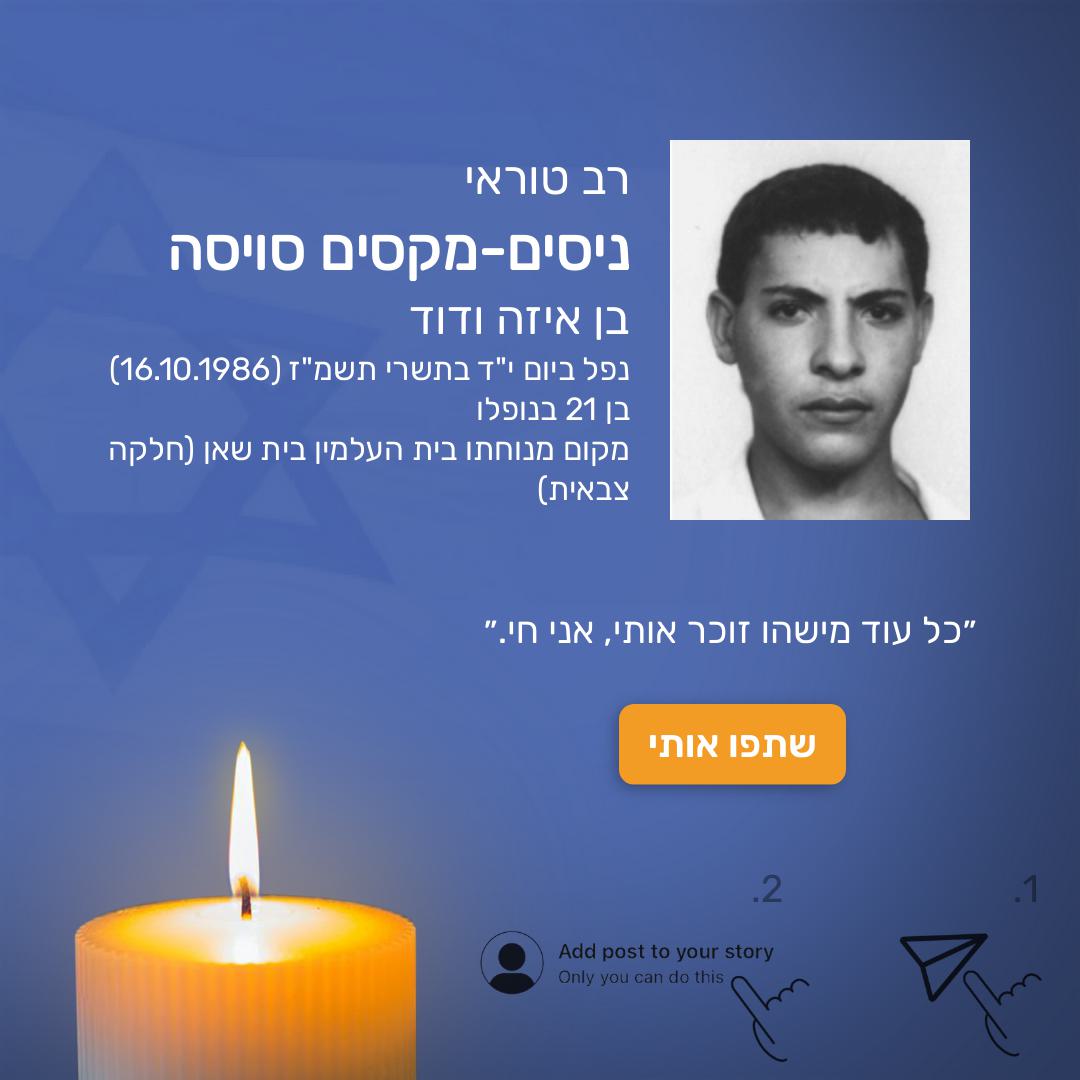 רב טוראי
ניסים-מקסים סויסה
בן איזה ודוד
נפל ביום י"ד בתשרי תשמ"ז (16.10.1986)
בן 21 בנופלו
מקום מנוחתו בית העלמין בית שאן (חלקה
צבאית)
״כל עוד מישהו זוכר אותי, אני חי.״
שתפו אותי
.1
.2
Add post to your story
Only you can do this